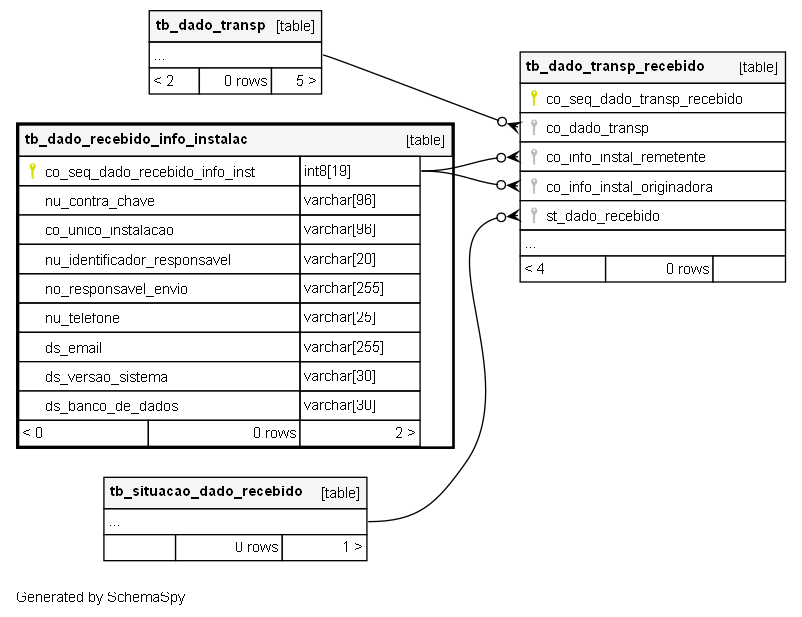 tb_dado_transp [table]
...
< 2 0 rows 5 >
tb_dado_transp_recebido [table]
co_seq_dado_transp_recebido
co_dado_transp
co_info_instal_remetente
co_info_instal_originadora
st_dado_recebido
...
< 4 0 rows
tb_dado_recebido_info_instalac [table]
co_seq_dado_recebido_info_inst int8[19]
nu_contra_chave varchar[96]
co_unico_instalacao varchar[96]
nu_identificador_responsavel varchar[20]
no_responsavel_envio varchar[255]
nu_telefone varchar[25]
ds_email varchar[255]
ds_versao_sistema varchar[30]
ds_banco_de_dados varchar[30]
< 0 0 rows 2 >
tb_situacao_dado_recebido [table]
...
0 rows 1 >
Generated by SchemaSpy